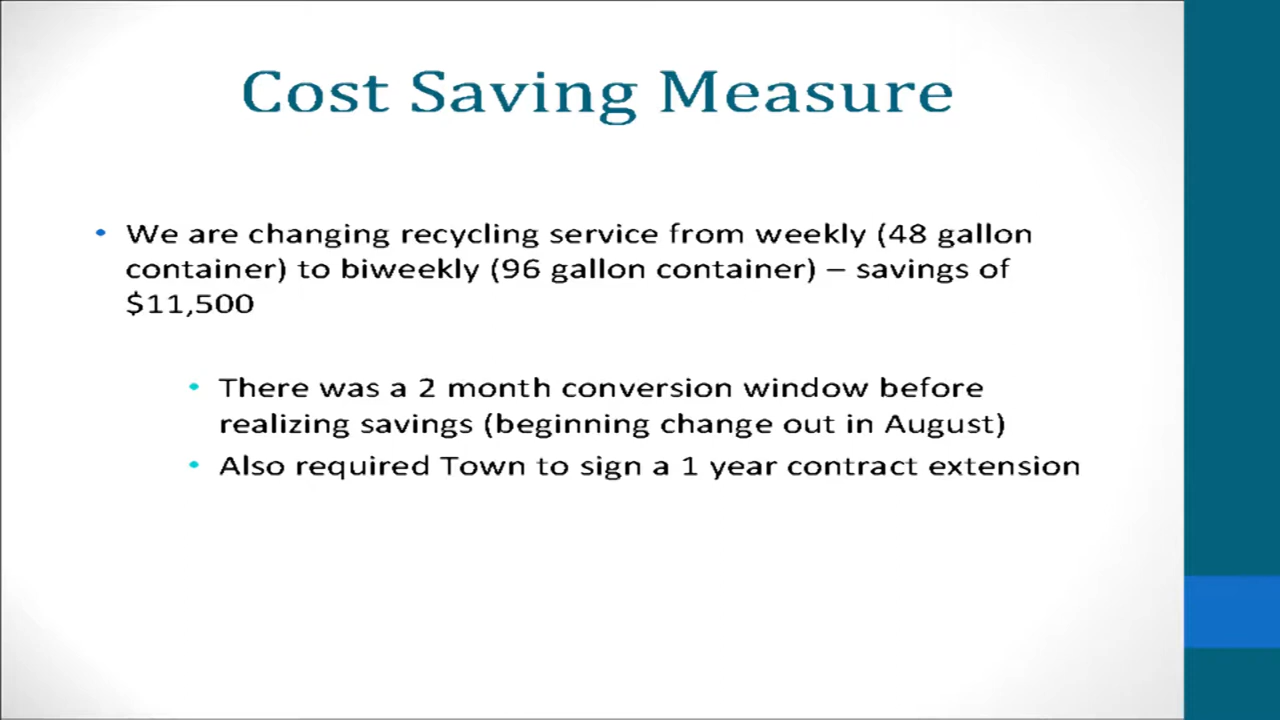 Cost Saving Measure
• We are changing recycling service from weekly (48 gallon
container) to biweekly (96 gallon container) – savings of
$11,500
• There was a 2 month conversion window before
realizing savings (beginning change out in August)
• Also required Town to sign a 1 year contract extension